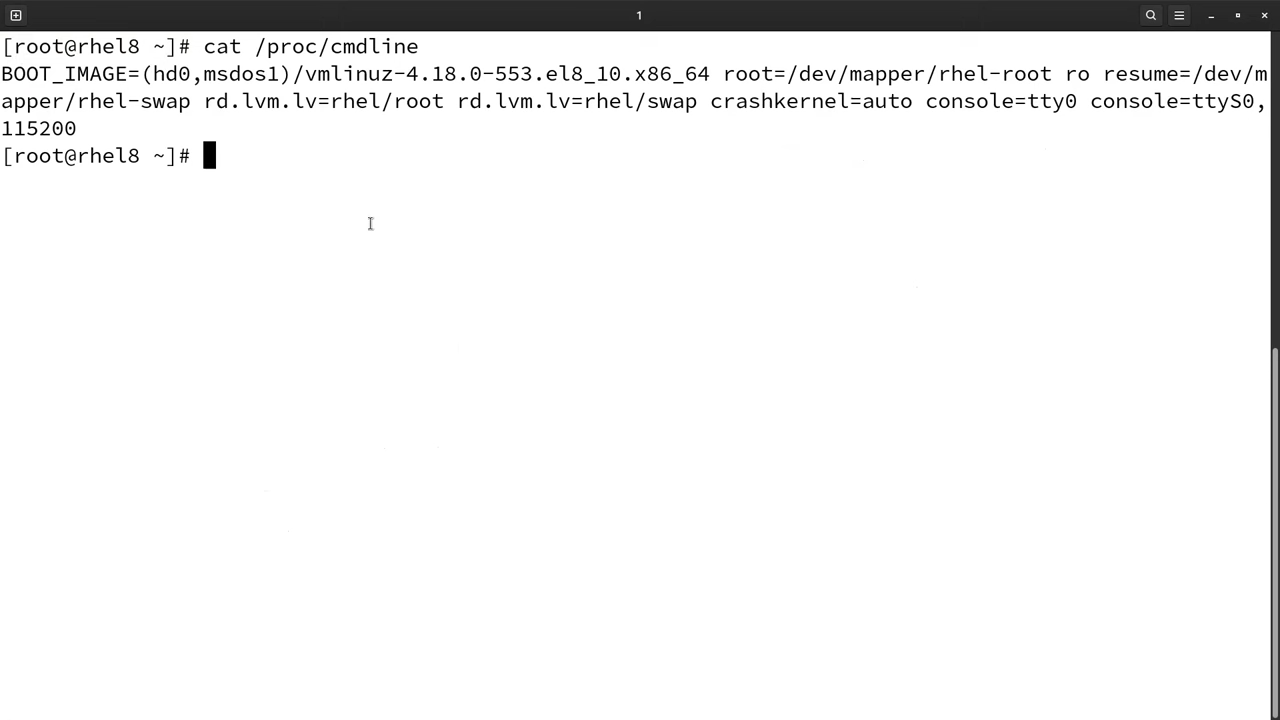 1
[root@rhel8 ~]# cat /proc/cmdline
BOOT_IMAGE=(hd0,msdos1)/vmlinuz-4.18.0-553.el8_10.x86_64 root=/dev/mapper/rhel-root ro resume=/dev/m
apper/rhel-swap rd.lvm.lv=rhel/root rd.lvm.lv=rhel/swap crashkernel=auto console=tty0 console=ttyS0,
115200
[root@rhel8 ~]#